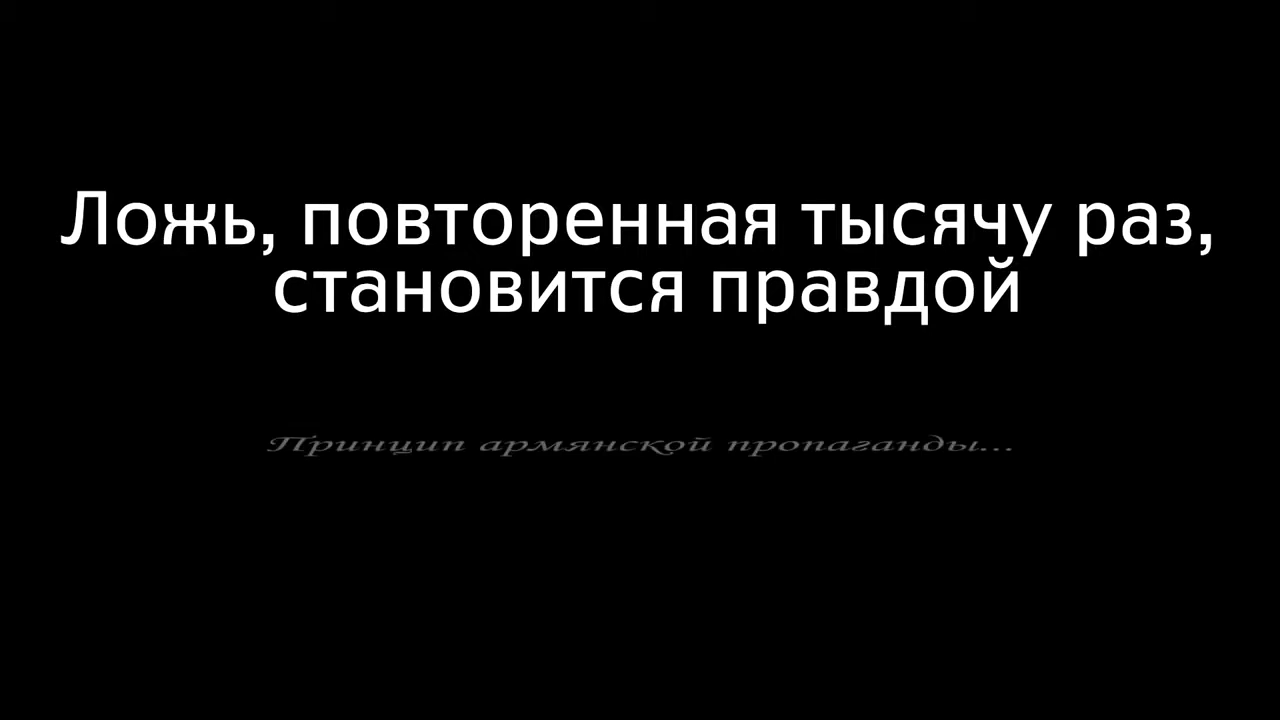 Ложь, повторенная тысячу раз,
становится правдой
Принцип армянской пропаганды...